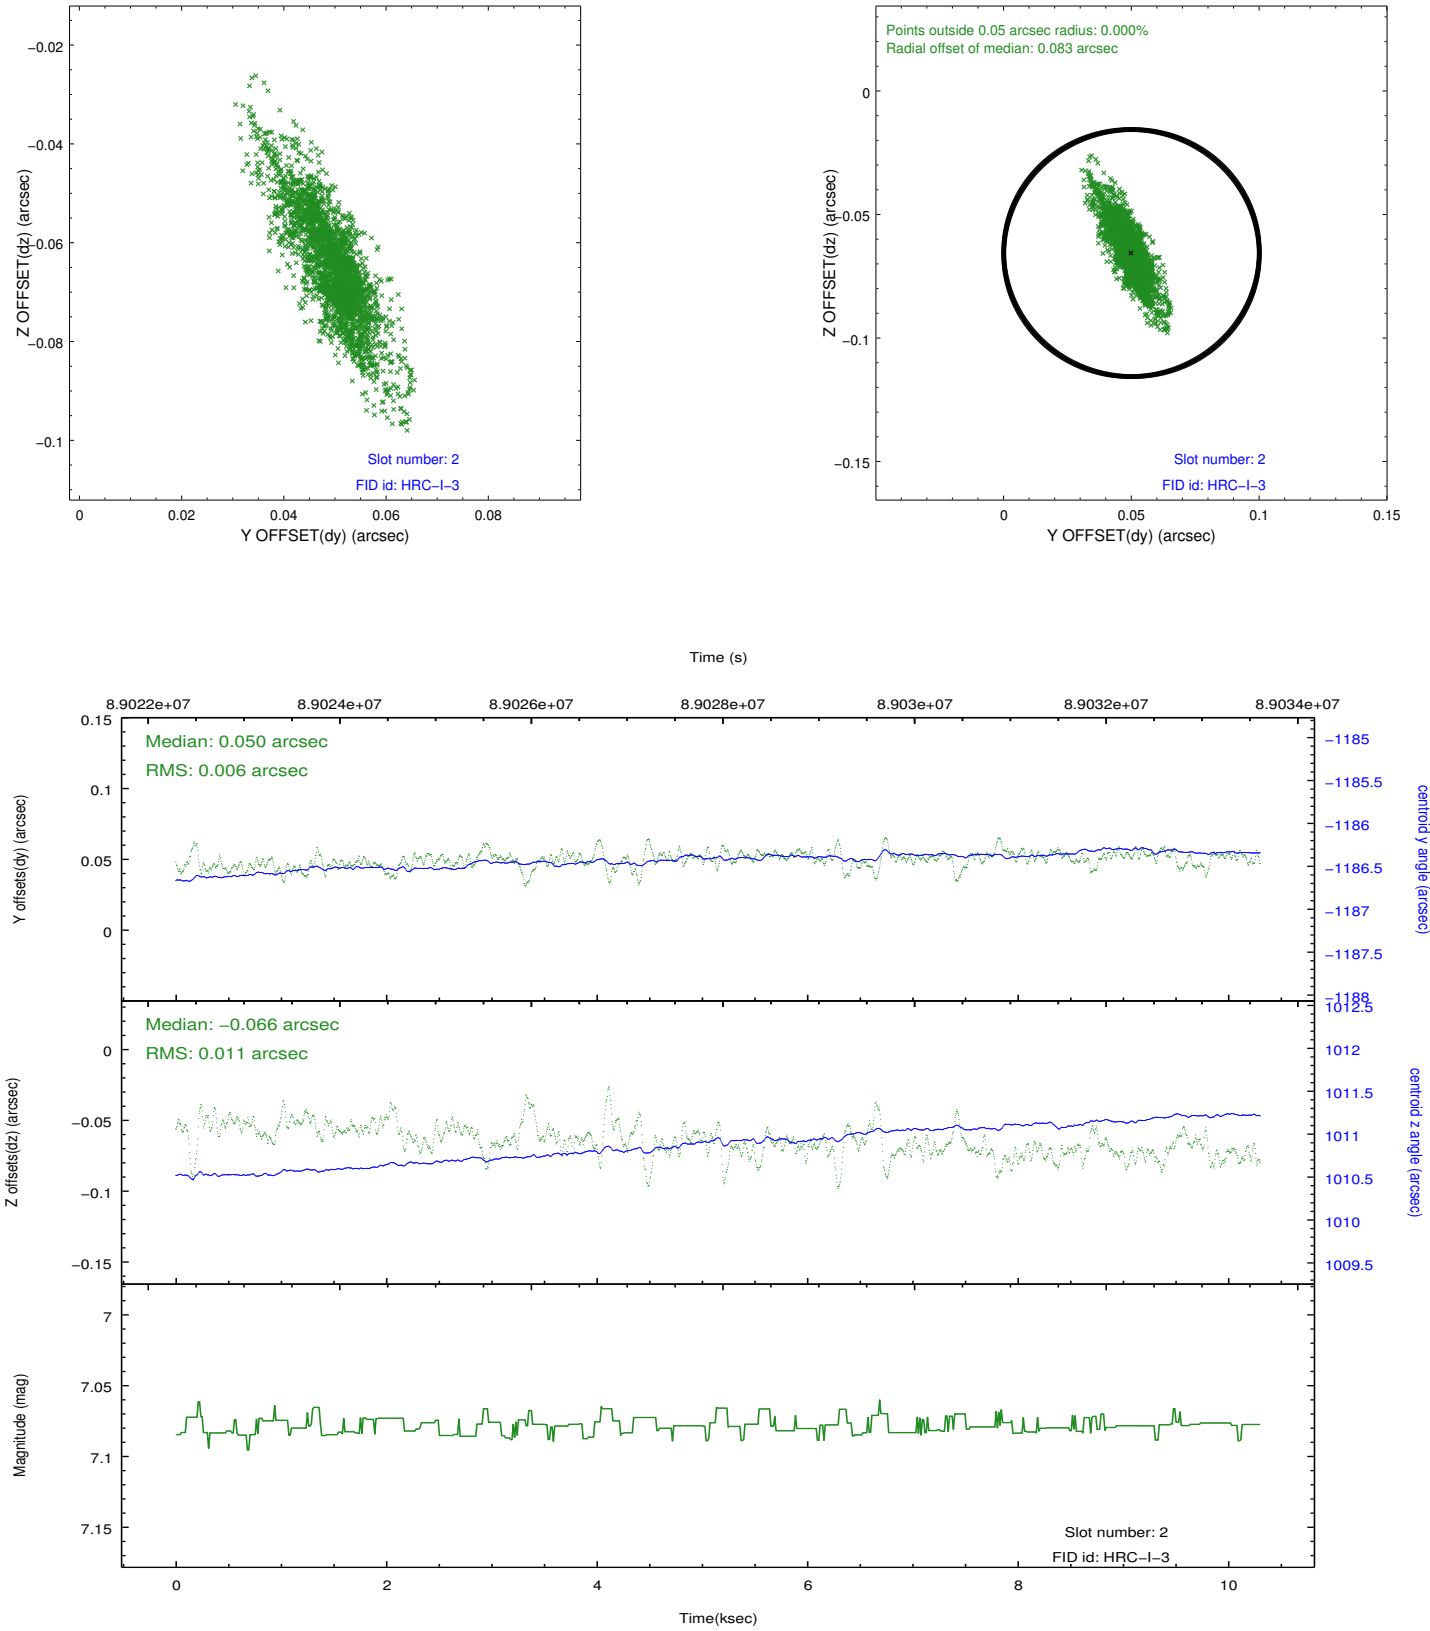 −0.02
−0.04
−0.06
−0.08
−0.1
Z OFFSET(dz) (arcsec)
Slot number: 2
FID id: HRC−I−3
0
0.02
0.04
0.06
0.08
Y OFFSET(dy) (arcsec)
Points outside 0.05 arcsec radius: 0.000%
Radial offset of median: 0.083 arcsec
0
−0.05
−0.1
−0.15
Z OFFSET(dz) (arcsec)
Slot number: 2
FID id: HRC−I−3
0
0.05
0.1
0.15
Y OFFSET(dy) (arcsec)
Time (s)
8.9022e+07
8.9024e+07
8.9026e+07
8.9028e+07
8.903e+07
8.9032e+07
8.9034e+07
0.15
0.1
0.05
0
Y offsets(dy) (arcsec)
Median: 0.050 arcsec
RMS: 0.006 arcsec
−1185
−1185.5
−1186
−1186.5
−1187
−1187.5
−1188
centroid y angle (arcsec)
0
−0.05
−0.1
−0.15
Z offsets(dz) (arcsec)
Median: −0.066 arcsec
RMS: 0.011 arcsec
1012.5
1012
1011.5
1011
1010.5
1010
1009.5
centroid z angle (arcsec)
7
7.05
7.1
7.15
Magnitude (mag)
Slot number: 2
FID id: HRC−I−3
0
2
4
6
8
10
Time(ksec)